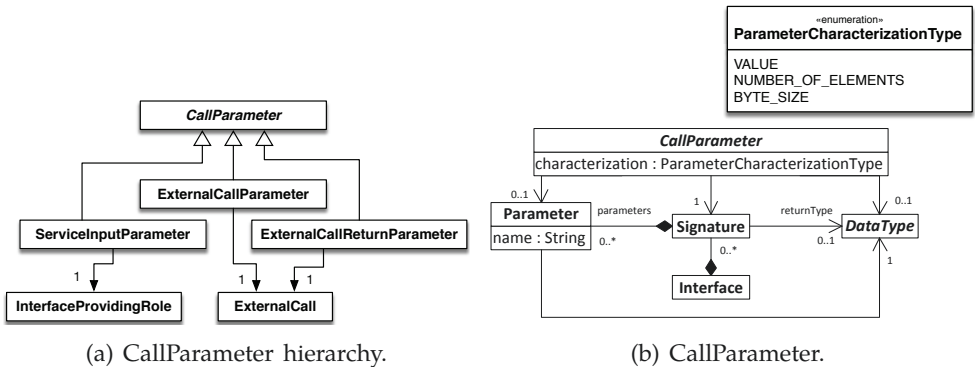 CallParameter
ExternalCallParameter
ServiceInputParameter
ExternalCallReturnParameter
1
1
1
InterfaceProvidingRole
ExternalCall
(a) CallParameter hierarchy.
«enumeration»
ParameterCharacterizationType
VALUE
NUMBER_OF_ELEMENTS
BYTE_SIZE
CallParameter
characterization : ParameterCharacterizationType
0..1
1
0..1
Parameter
name : String
parameters
0..*
Signature
returnType
0..1
DataType
1
0..*
Interface
(b) CallParameter.